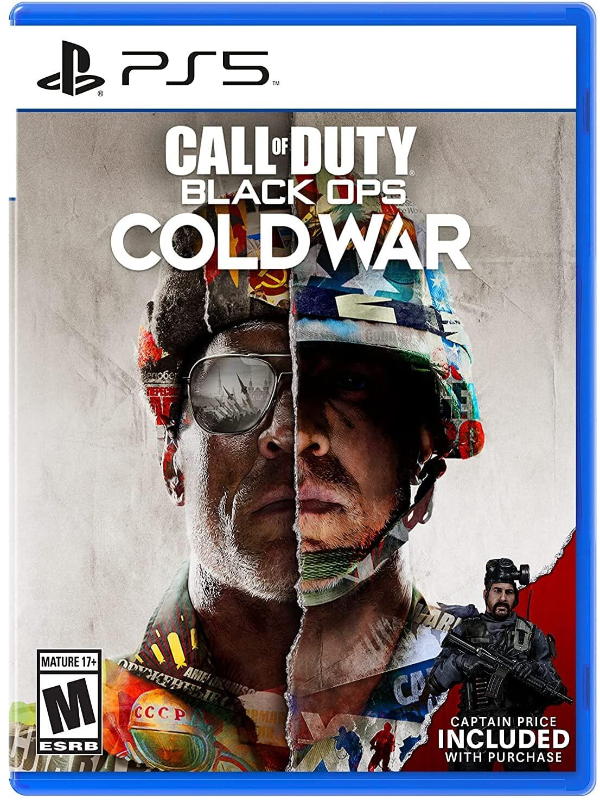 PS5
CALL OF DUTY
BLACK OPS
COLD WAR
MATURE 17+
M
ESRB
CCCP
CAPTAIN PRICE
INCLUDED
WITH PURCHASE